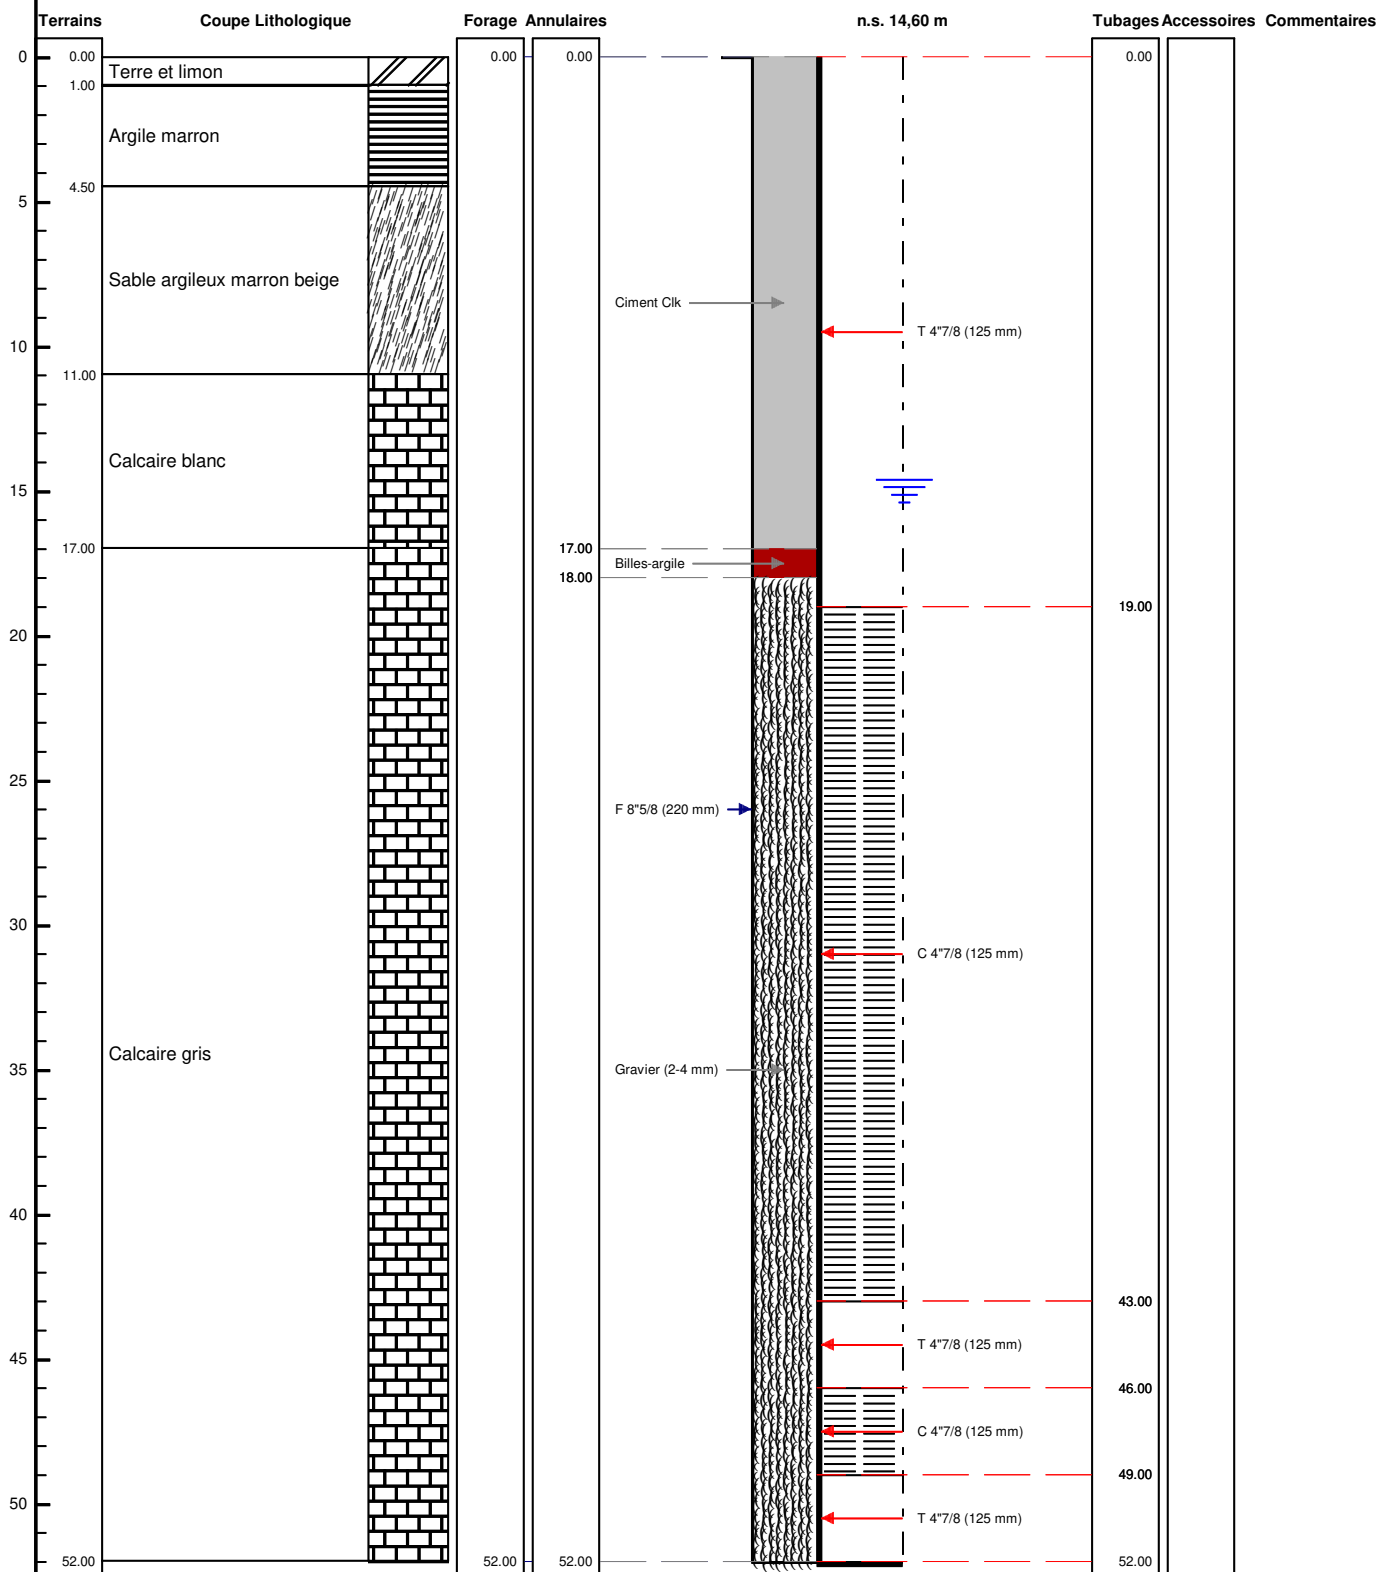 Terrains Coupe Lithologique Forage Annulaires n.s. 14,60 m Tubages Accessoires Commentaires
0 0.00 0.00 0.00 0.00
Terre et limon
1.00
Argile marron
4.50
5
Sable argileux marron beige
Ciment Clk
T 4"7/8 (125 mm)
10
11.00
Calcaire blanc
15
17.00 17.00
Billes-argile
18.00
19.00
20
25
F 8"5/8 (220 mm)
30
C 4"7/8 (125 mm)
Calcaire gris
35 Gravier (2-4 mm)
40
43.00
T 4"7/8 (125 mm)
45
46.00
C 4"7/8 (125 mm)
49.00
50
T 4"7/8 (125 mm)
52.00 52.00 52.00 52.00